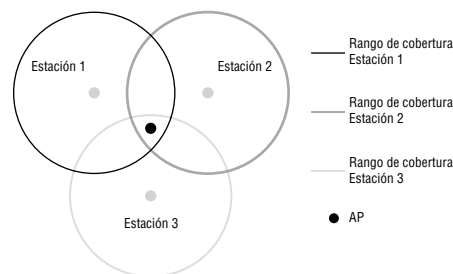 Estación 1
Estación 2
Estación 3
Rango de cobertura
Estación 1
Rango de cobertura
Estación 2
Rango de cobertura
Estación 3
AP